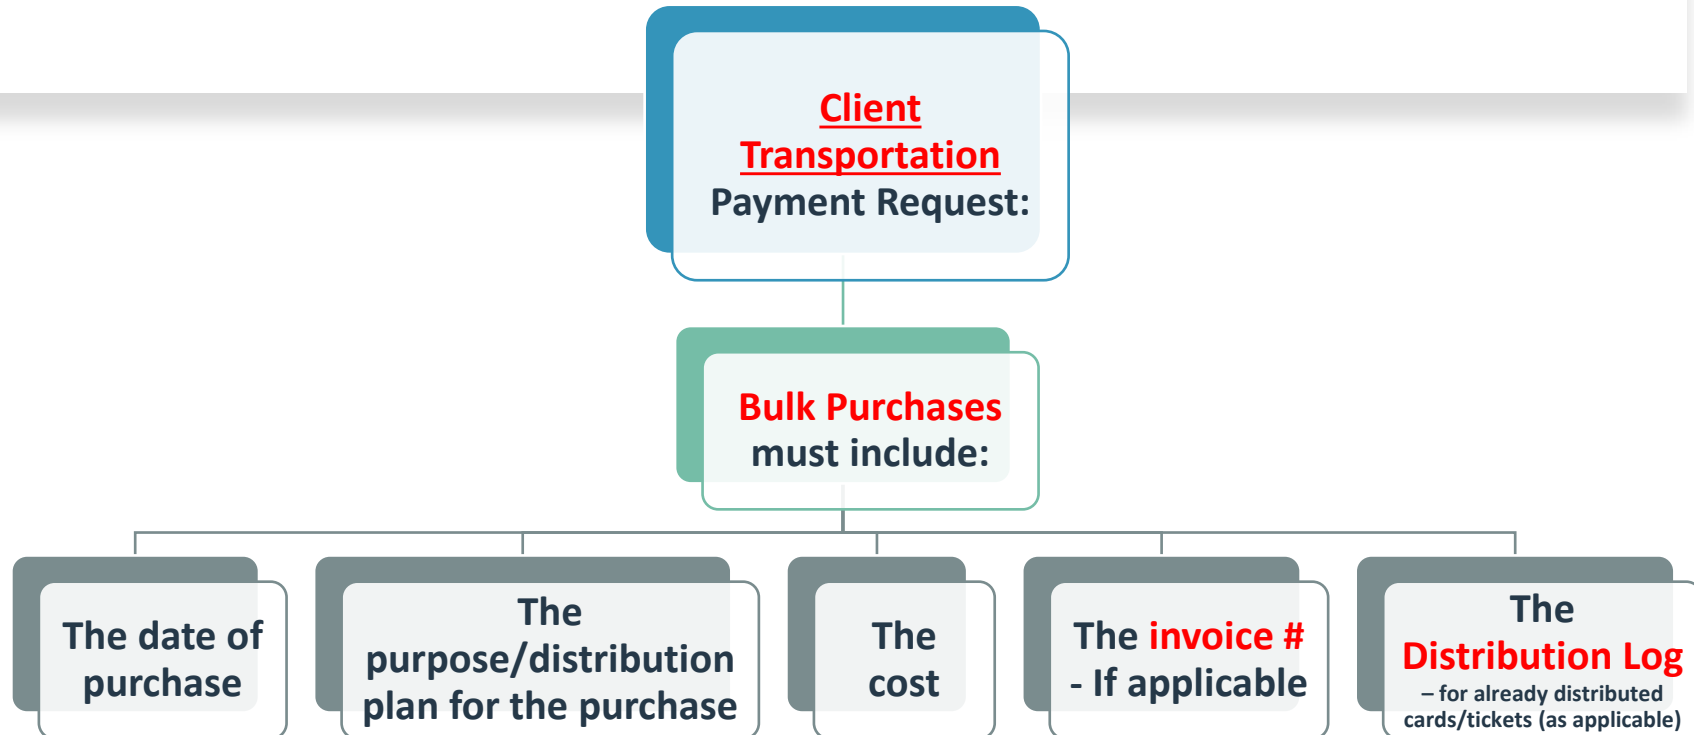 Client
Transportation
Payment Request:
Bulk Purchases
must include:
The date of
purchase
The
purpose/distribution
plan for the purchase
The
cost
The invoice #
- If applicable
The
Distribution Log
– for already distributed
cards/tickets (as applicable)